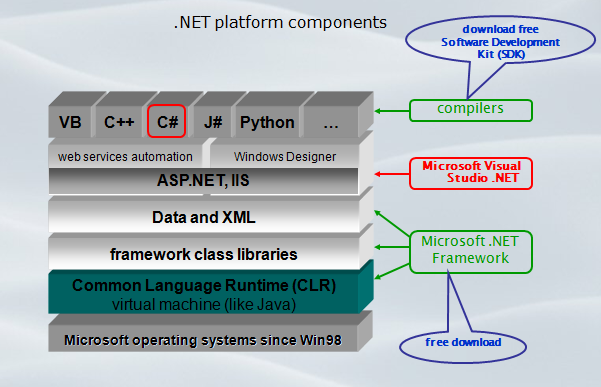 .NET platform components
download free
Software Development
Kit (SDK)
VB C++ C# J# Python ...
compilers
web services automation Windows Designer
ASP.NET, IIS
Microsoft Visual
Studio .NET
Data and XML
framework class libraries
Microsoft .NET
Framework
Common Language Runtime (CLR)
virtual machine (like Java)
Microsoft operating systems since Win98
free download